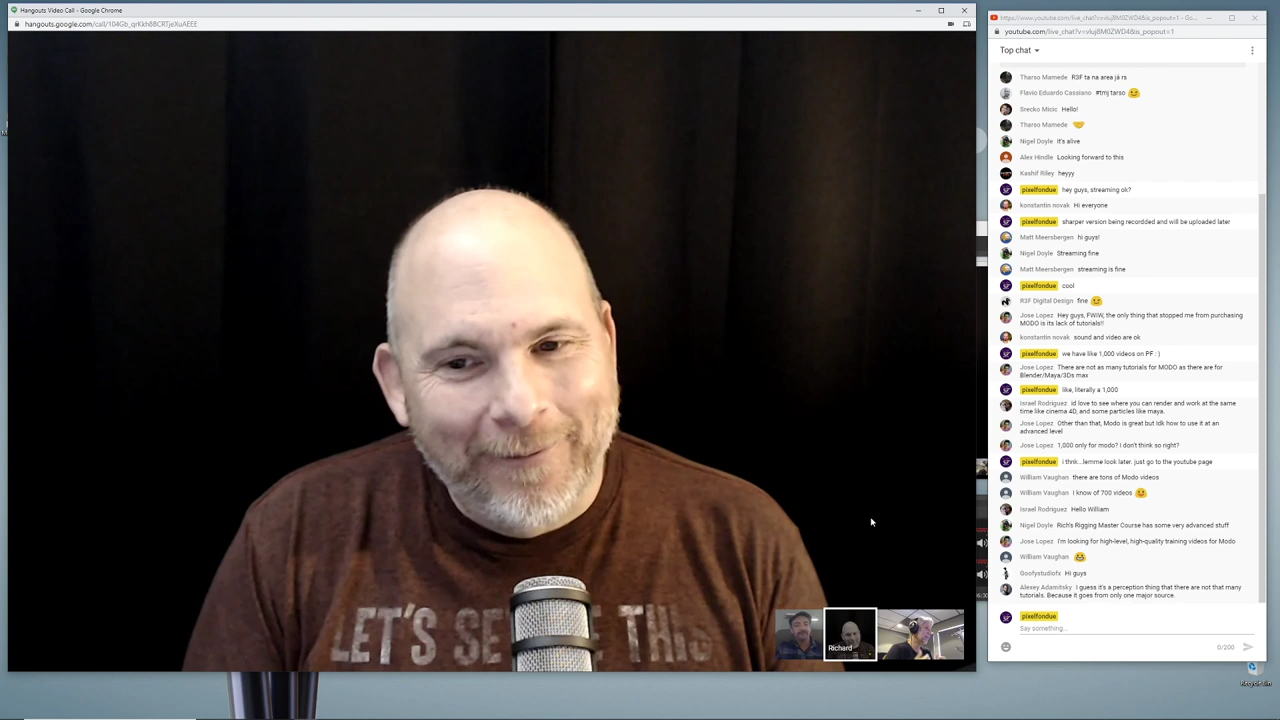 Hangouts Video Call - Google Chrome
hangouts.google.com/call/
LET'S
THIS
Richard
youtube.com/live_chat?v=vluj8M0ZWD4&is_popout=1
Top chat
Tharso Mamede R3F ta na area já rs
Flavio Eduardo Cassiano #tmj tarso
Srecko Micic Hello!
Tharso Mamede
Nigel Doyle It's alive
Alex Hindle Looking forward to this
Kashif Riley heyyy
pixelfondue hey guys, streaming ok?
konstantin novak Hi everyone
pixelfondue sharper version being recordded and will be uploaded later
Matt Meersbergen hi guys!
Nigel Doyle Streaming fine
Matt Meersbergen streaming is fine
pixelfondue cool
R3F Digital Design fine
Jose Lopez Hey guys, FWIW, the only thing that stopped me from purchasing
MODO is its lack of tutorials!!
konstantin novak sound and video are ok
pixelfondue we have like 1,000 videos on PF : )
Jose Lopez There are not as many tutorials for MODO as there are for
Blender/Maya/3Ds max
pixelfondue like, literally a 1,000
Israel Rodriguez id love to see where you can render and work at the same
time like cinema 4D, and some particles like maya.
Jose Lopez Other than that, Modo is great but Idk how to use it at an
advanced level
Jose Lopez 1,000 only for modo? I don't think so right?
pixelfondue i thnk...lemme look later. just go to the youtube page
William Vaughan there are tons of Modo videos
William Vaughan I know of 700 videos
Israel Rodriguez Hello William
Nigel Doyle Rich's Rigging Master Course has some very advanced stuff
Jose Lopez I'm looking for high-level, high-quality training videos for Modo
William Vaughan
Goofystudiofx Hi guys
Alexey Adamitsky I guess it's a perception thing that there are not that many
tutorials. Because it goes from only one major source.
pixelfondue
Say something...
0/200
Recycle Bin